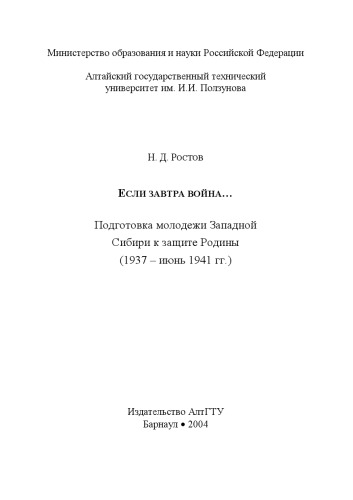 Министерство образования и науки Российской Федерации
Алтайский государственный технический
университет им. И.И. Ползунова
Н. Д. Ростов
ЕСЛИ ЗАВТРА ВОЙНА…
Подготовка молодежи Западной
Сибири к защите Родины
(1937 – июнь 1941 гг.)
Издательство АлтГТУ
Барнаул • 2004